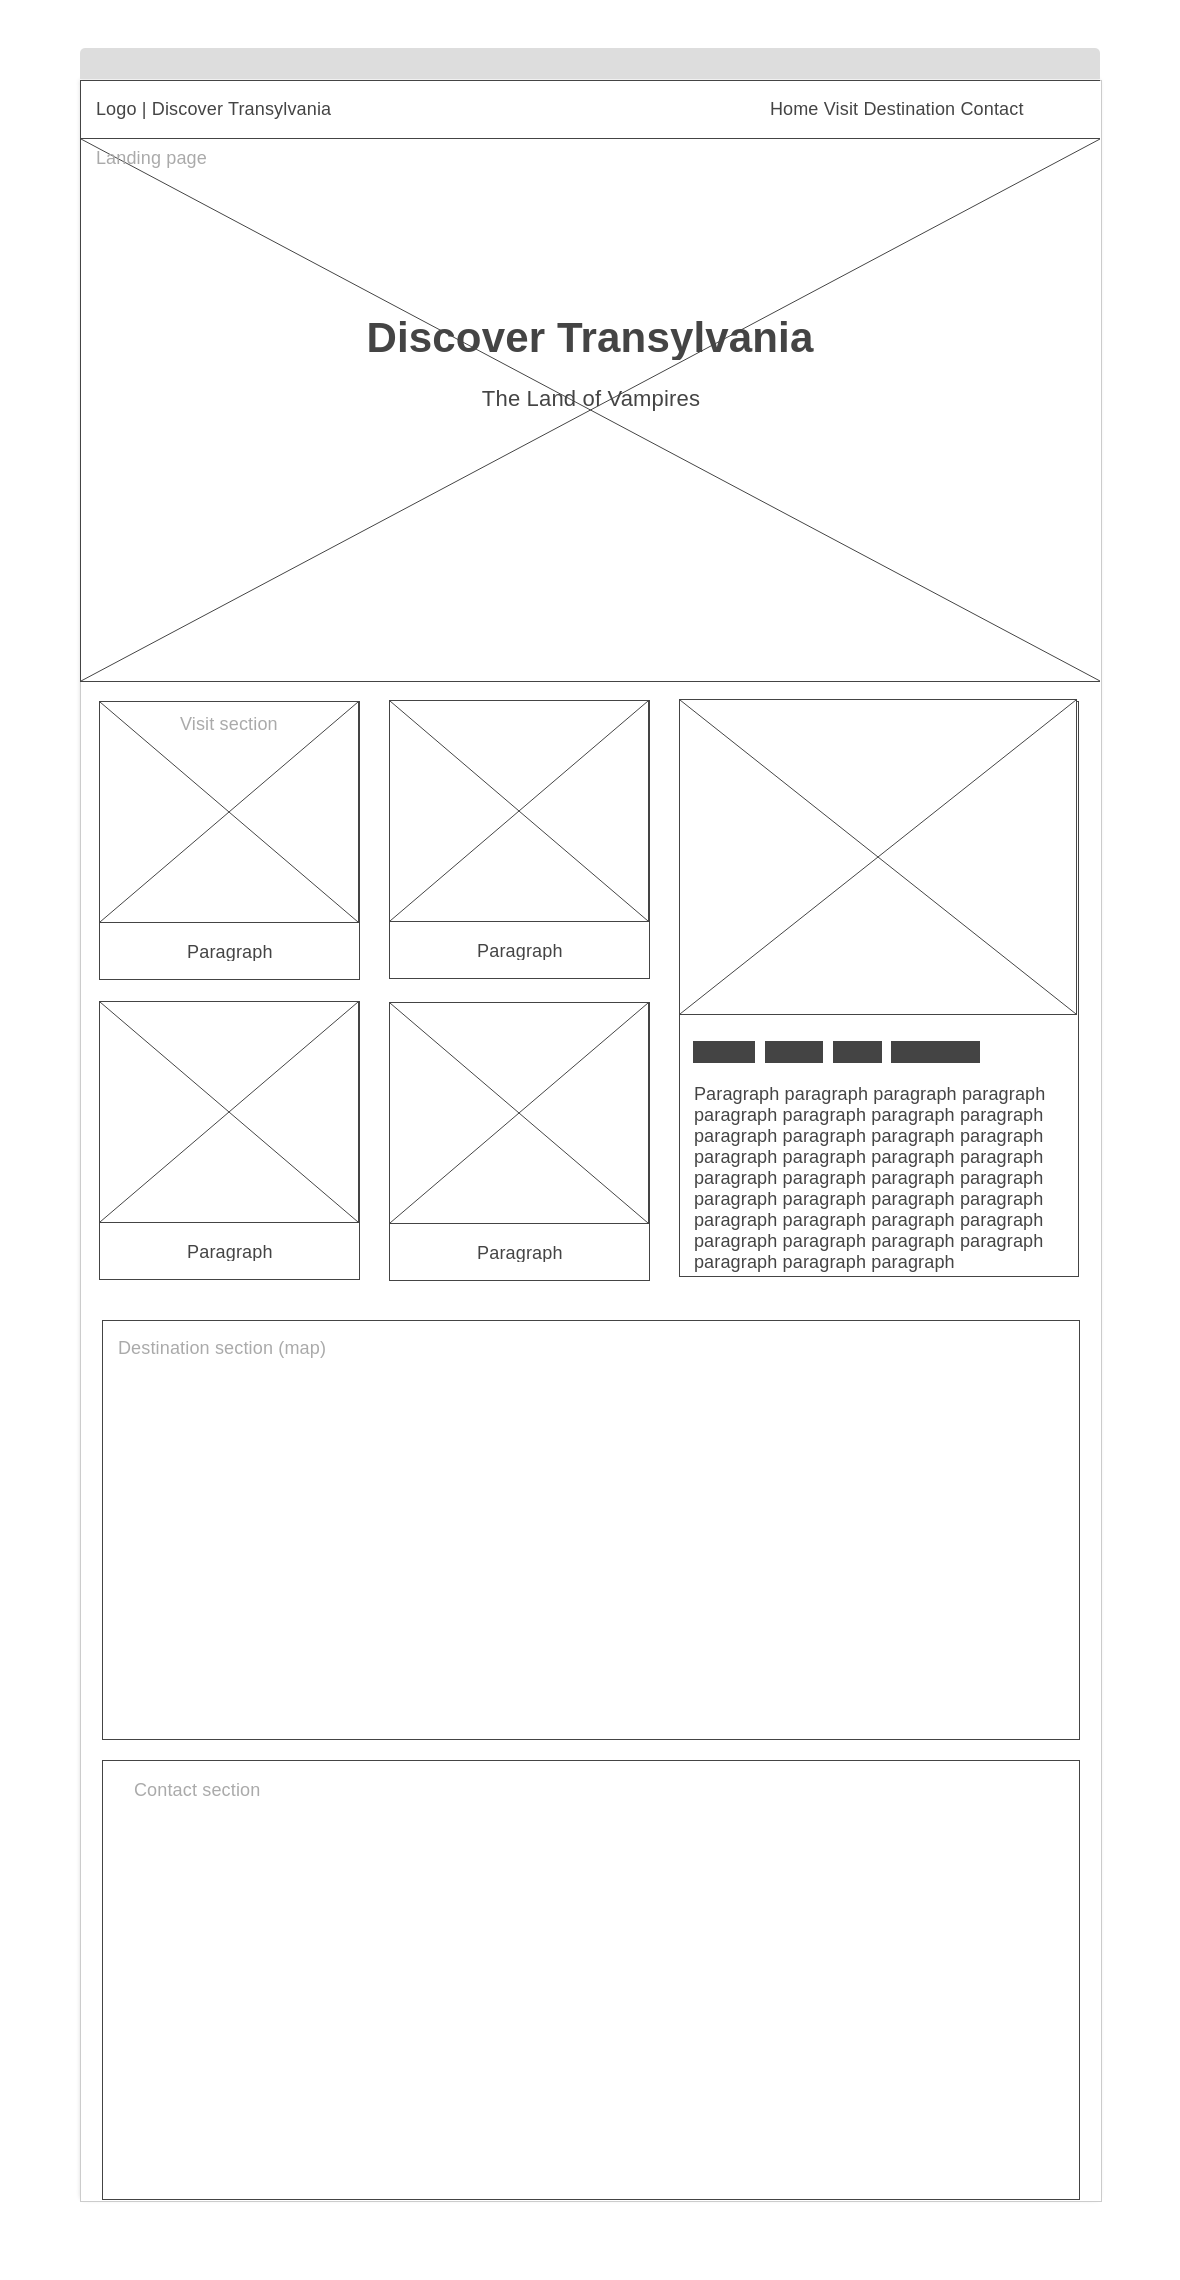 Logo | Discover Transylvania
Home Visit Destination Contact
Landing page
Discover Transylvania
The Land of Vampires
Visit section
Paragraph
Paragraph
Paragraph
Paragraph
Paragraph paragraph paragraph paragraph
paragraph paragraph paragraph paragraph
paragraph paragraph paragraph paragraph
paragraph paragraph paragraph paragraph
paragraph paragraph paragraph paragraph
paragraph paragraph paragraph paragraph
paragraph paragraph paragraph paragraph
paragraph paragraph paragraph paragraph
paragraph paragraph paragraph
Destination section (map)
Contact section